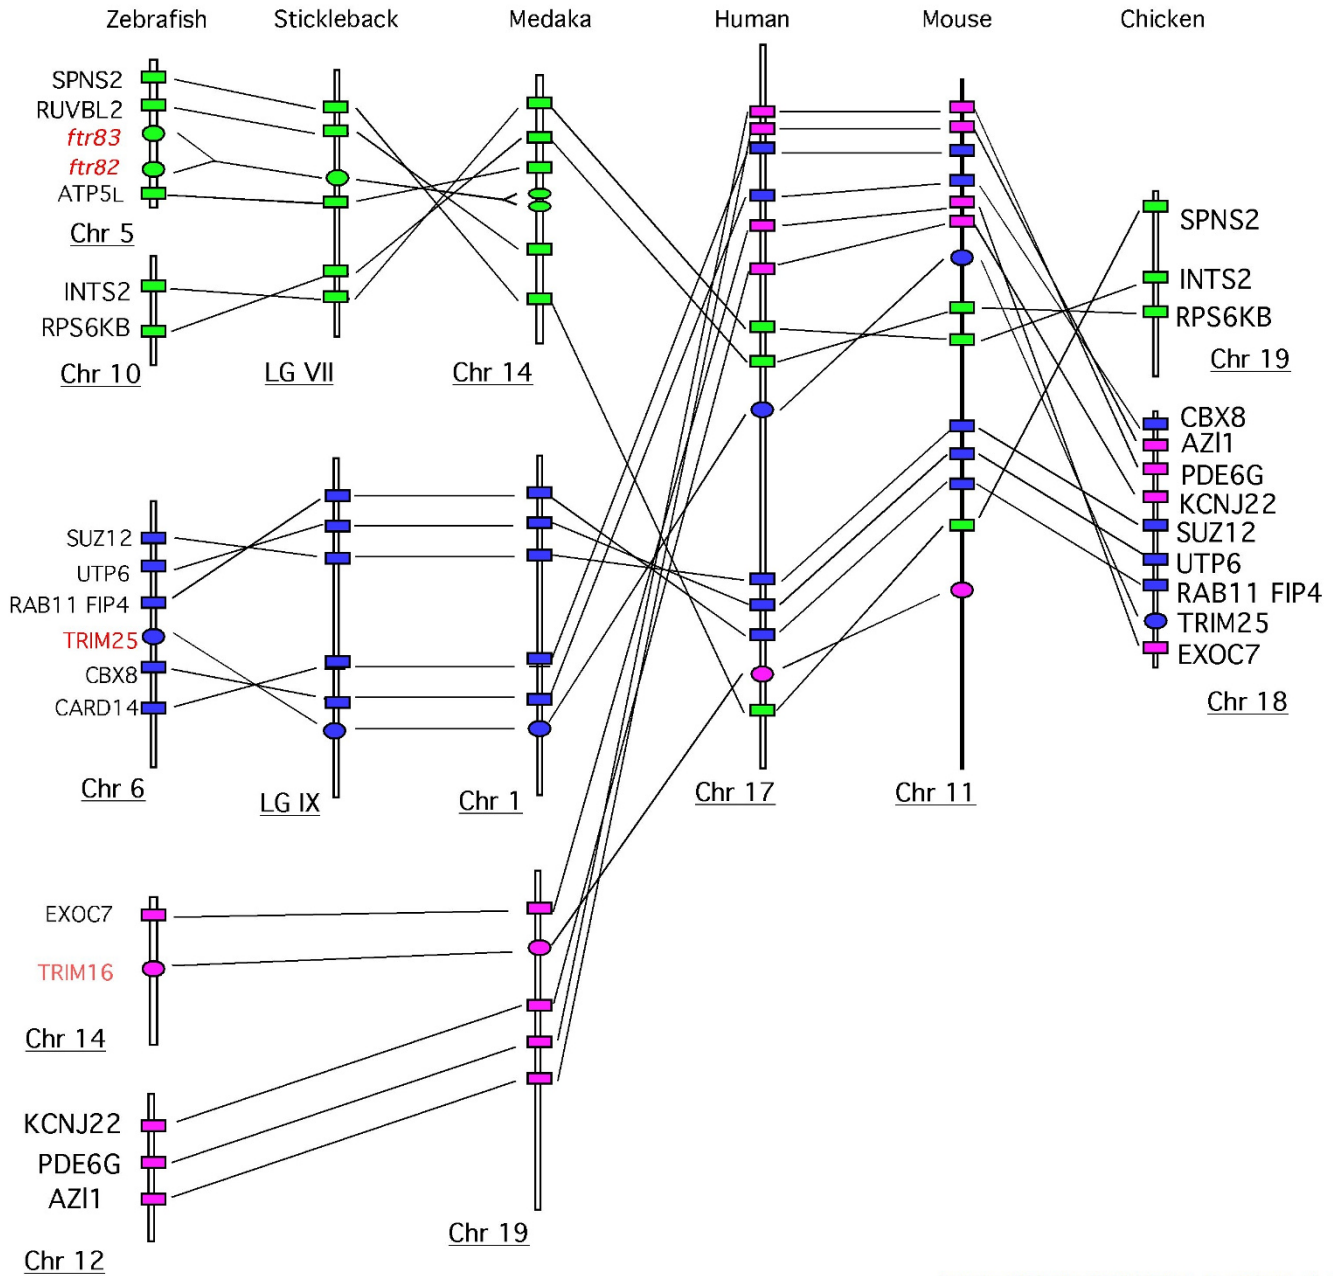 Zebrafish Stickleback Medaka Human Mouse Chicken
SPNS2
RUVBL2
ftr83
ftr82
ATP5L
Chr 5
INTS2
RPS6KB
Chr 10
LG VII
Chr 14
SPNS2
INTS2
RPS6KB
Chr 19
SUZ12
UTP6
RAB11 FIP4
TRIM25
CBX8
CARD14
Chr 6
LG IX
Chr 1
Chr 17
Chr 11
CBX8
AZI1
PDE6G
KCNJ22
SUZ12
UTP6
RAB11 FIP4
TRIM25
EXOC7
Chr 18
EXOC7
TRIM16
Chr 14
KCNJ22
PDE6G
AZI1
Chr 12
Chr 19